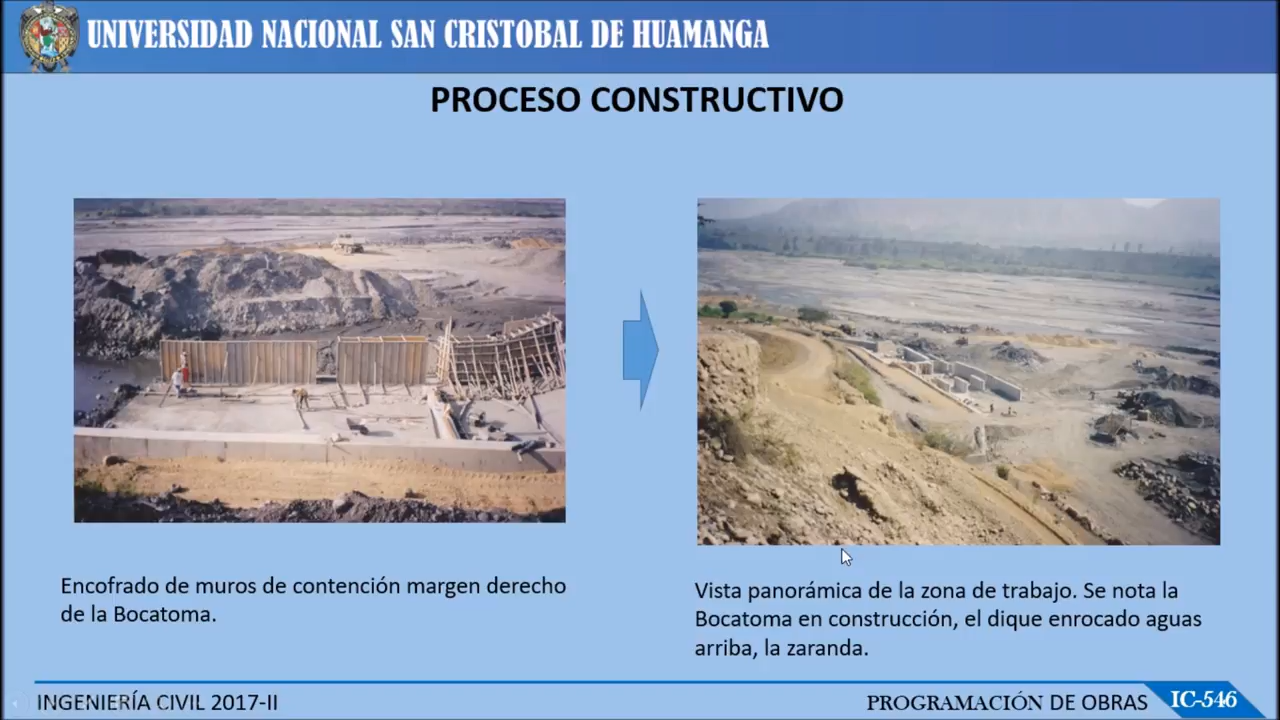 UNIVERSIDAD NACIONAL SAN CRISTOBAL DE HUAMANGA
PROCESO CONSTRUCTIVO
Encofrado de muros de contención margen derecho
de la Bocatoma.
Vista panorámica de la zona de trabajo. Se nota la
Bocatoma en construcción, el dique enrocado aguas
arriba, la zaranda.
INGENIERÍA CIVIL 2017-II
PROGRAMACIÓN DE OBRAS
IC-546